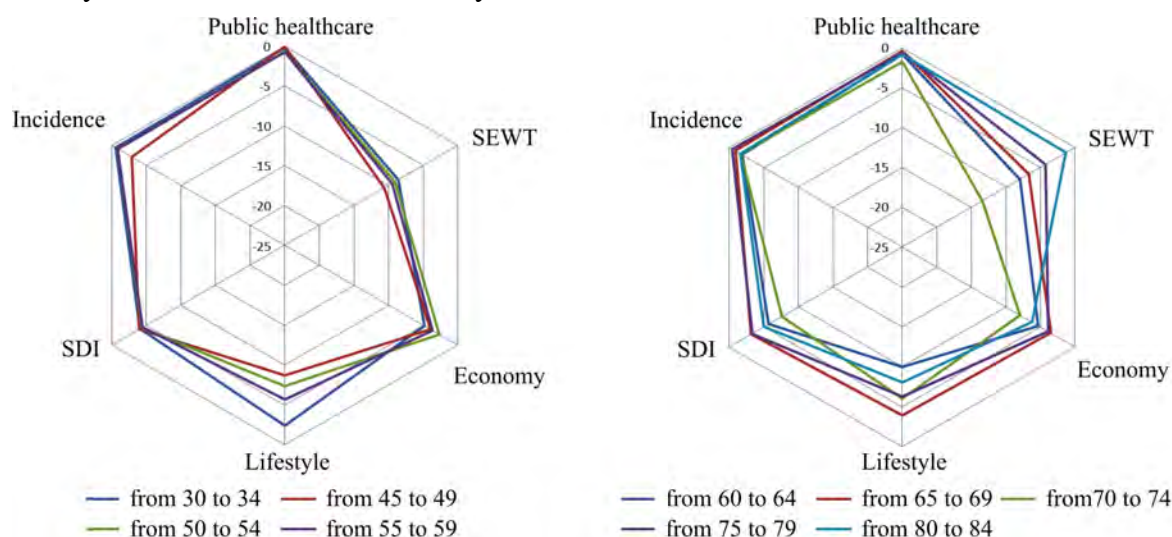 Public healthcare
0
-5
-10
-15
-20
-25
Incidence
SEWT
SDI
Economy
Lifestyle
from 30 to 34
from 45 to 49
from 50 to 54
from 55 to 59
Public healthcare
0
-5
-10
-15
-20
-25
Incidence
SEWT
SDI
Economy
Lifestyle
from 60 to 64
from 65 to 69
from70 to 74
from 75 to 79
from 80 to 84